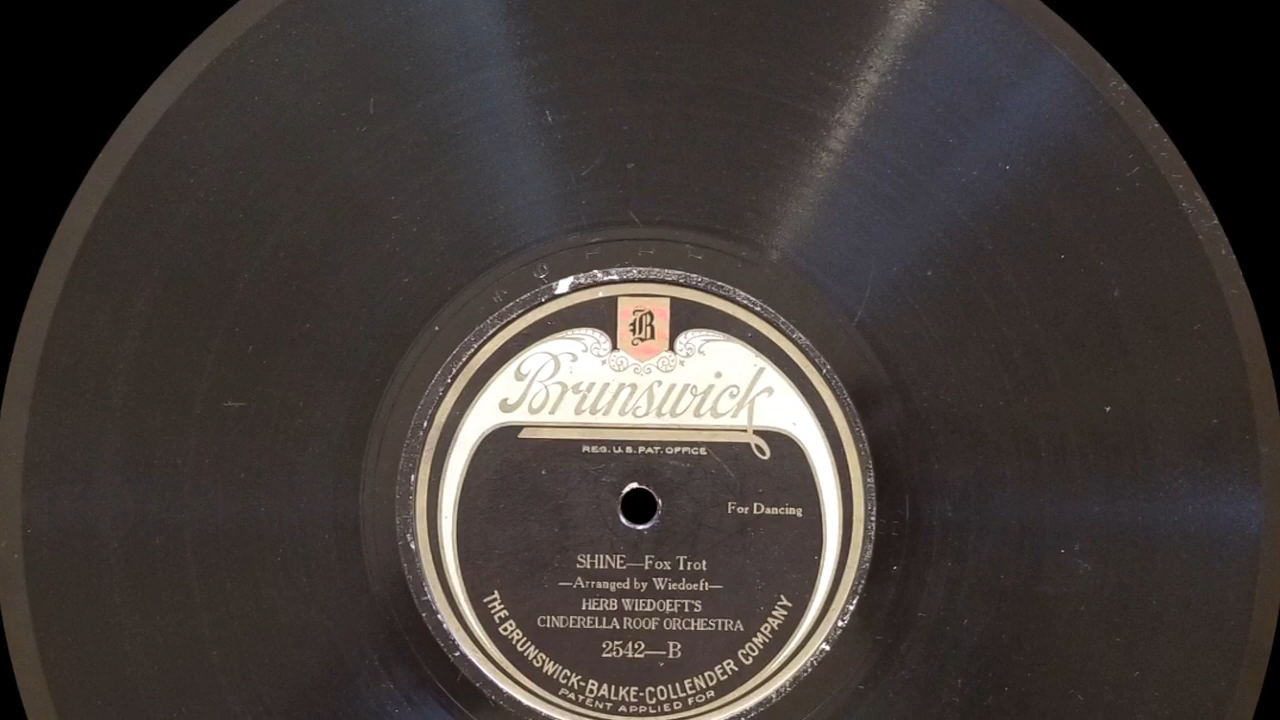 B
Brunswick
REG. U.S. PAT. OFFICE
For Dancing
SHINE—Fox Trot
—Arranged by Wiedoeft—
HERB WIEDOEFT'S
CINDERELLA ROOF ORCHESTRA
2542—B
THE BRUNSWICK-BALKE-COLLENDER COMPANY
PATENT APPLIED FOR